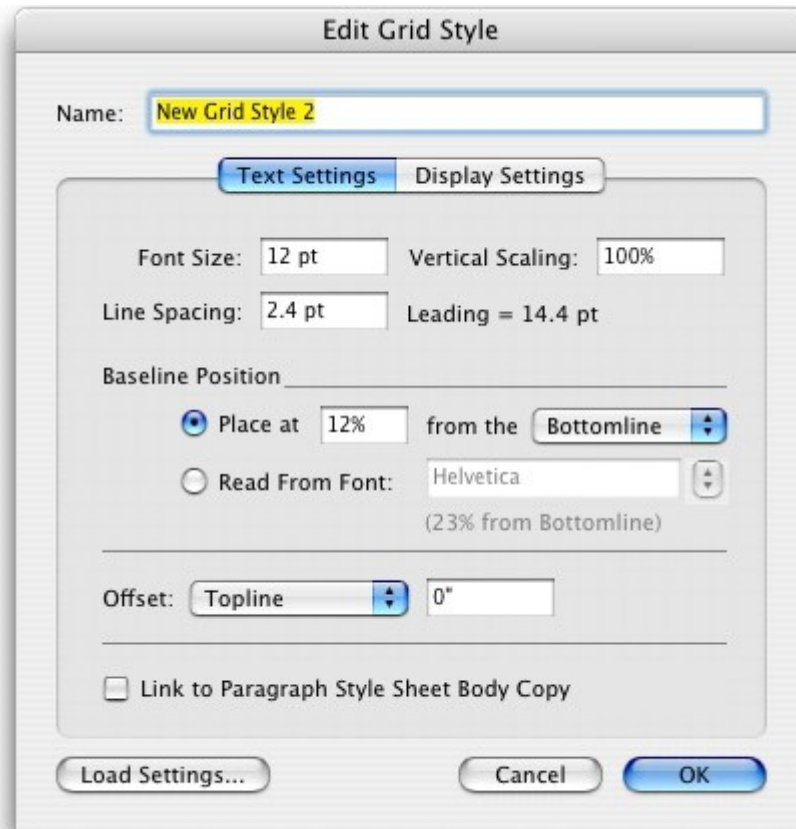 Edit Grid Style
Name: New Grid Style 2
Text Settings Display Settings
Font Size: 12 pt Vertical Scaling: 100%
Line Spacing: 2.4 pt Leading = 14.4 pt
Baseline Position
Place at 12% from the Bottomline
Read From Font: Helvetica
(23% from Bottomline)
Offset: Topline 0"
Link to Paragraph Style Sheet Body Copy
Load Settings... Cancel OK